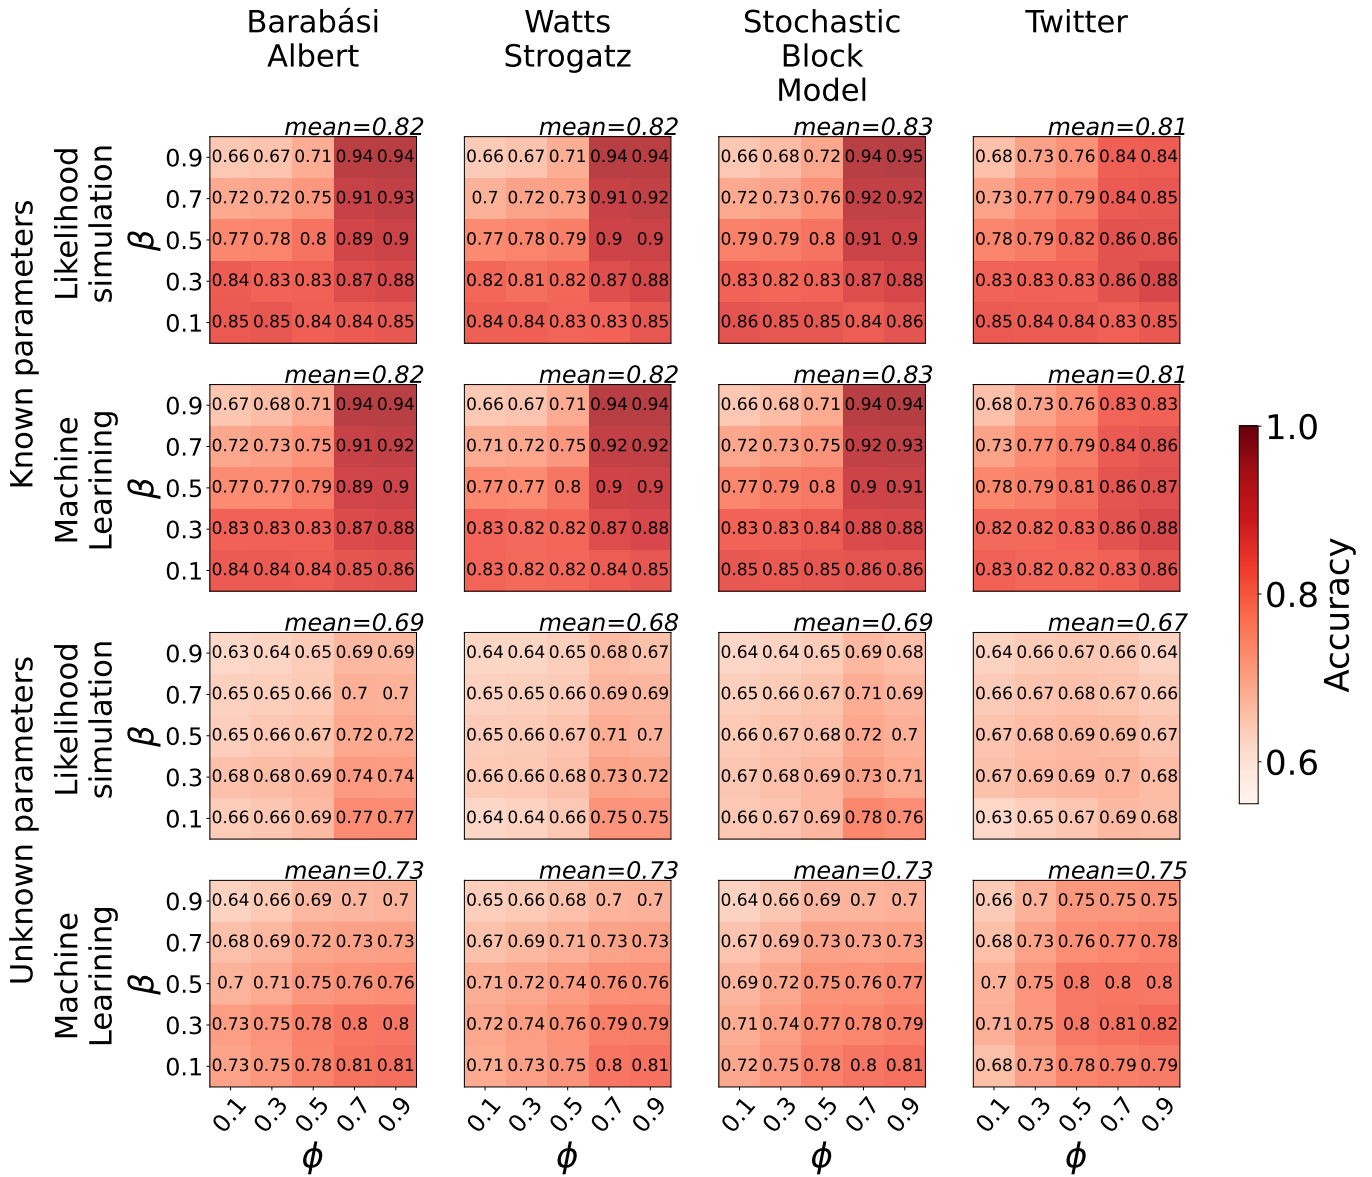 Barabási
Albert
Watts
Strogatz
Stochastic
Block
Model
Twitter
Known parameters
Likelihood
simulation
β
mean=0.82 mean=0.82 mean=0.83 mean=0.81
0.9 0.66 0.67 0.71 0.94 0.94 0.66 0.67 0.71 0.94 0.94 0.66 0.68 0.72 0.94 0.95 0.68 0.73 0.76 0.84 0.84
0.7 0.72 0.72 0.75 0.91 0.93 0.7 0.72 0.73 0.91 0.92 0.72 0.73 0.76 0.92 0.92 0.73 0.77 0.79 0.84 0.85
0.5 0.77 0.78 0.8 0.89 0.9 0.77 0.78 0.79 0.9 0.9 0.79 0.79 0.8 0.91 0.9 0.78 0.79 0.82 0.86 0.86
0.3 0.84 0.83 0.83 0.87 0.88 0.82 0.81 0.82 0.87 0.88 0.83 0.82 0.83 0.87 0.88 0.83 0.83 0.83 0.86 0.88
0.1 0.85 0.85 0.84 0.84 0.85 0.84 0.84 0.83 0.83 0.85 0.86 0.85 0.85 0.84 0.86 0.85 0.84 0.84 0.83 0.85
Machine
Learining
β
mean=0.82 mean=0.82 mean=0.83 mean=0.81
0.9 0.67 0.68 0.71 0.94 0.94 0.66 0.67 0.71 0.94 0.94 0.66 0.68 0.71 0.94 0.94 0.68 0.73 0.76 0.83 0.83
0.7 0.72 0.73 0.75 0.91 0.92 0.71 0.72 0.75 0.92 0.92 0.72 0.73 0.75 0.92 0.93 0.73 0.77 0.79 0.84 0.86
0.5 0.77 0.77 0.79 0.89 0.9 0.77 0.77 0.8 0.9 0.9 0.77 0.79 0.8 0.9 0.91 0.78 0.79 0.81 0.86 0.87
0.3 0.83 0.83 0.83 0.87 0.88 0.83 0.82 0.82 0.87 0.88 0.83 0.83 0.84 0.88 0.88 0.82 0.82 0.83 0.86 0.88
0.1 0.84 0.84 0.84 0.85 0.86 0.83 0.82 0.82 0.84 0.85 0.85 0.85 0.85 0.86 0.86 0.83 0.82 0.82 0.83 0.86
Unknown parameters
Likelihood
simulation
β
mean=0.69 mean=0.68 mean=0.69 mean=0.67
0.9 0.63 0.64 0.65 0.69 0.69 0.64 0.64 0.65 0.68 0.67 0.64 0.64 0.65 0.69 0.68 0.64 0.66 0.67 0.66 0.64
0.7 0.65 0.65 0.66 0.7 0.7 0.65 0.65 0.66 0.69 0.69 0.65 0.66 0.67 0.71 0.69 0.66 0.67 0.68 0.67 0.66
0.5 0.65 0.66 0.67 0.72 0.72 0.65 0.66 0.67 0.71 0.7 0.66 0.67 0.68 0.72 0.7 0.67 0.68 0.69 0.69 0.67
0.3 0.68 0.68 0.69 0.74 0.74 0.66 0.66 0.68 0.73 0.72 0.67 0.68 0.69 0.73 0.71 0.67 0.69 0.69 0.7 0.68
0.1 0.66 0.66 0.69 0.77 0.77 0.64 0.64 0.66 0.75 0.75 0.66 0.67 0.69 0.78 0.76 0.63 0.65 0.67 0.69 0.68
Machine
Learining
β
mean=0.73 mean=0.73 mean=0.73 mean=0.75
0.9 0.64 0.66 0.69 0.7 0.7 0.65 0.66 0.68 0.7 0.7 0.64 0.66 0.69 0.7 0.7 0.66 0.7 0.75 0.75 0.75
0.7 0.68 0.69 0.72 0.73 0.73 0.67 0.69 0.71 0.73 0.73 0.67 0.69 0.73 0.73 0.73 0.68 0.73 0.76 0.77 0.78
0.5 0.7 0.71 0.75 0.76 0.76 0.71 0.72 0.74 0.76 0.76 0.69 0.72 0.75 0.76 0.77 0.7 0.75 0.8 0.8 0.8
0.3 0.73 0.75 0.78 0.8 0.8 0.72 0.74 0.76 0.79 0.79 0.71 0.74 0.77 0.78 0.79 0.71 0.75 0.8 0.81 0.82
0.1 0.73 0.75 0.78 0.81 0.81 0.71 0.73 0.75 0.8 0.81 0.72 0.75 0.78 0.8 0.81 0.68 0.73 0.78 0.79 0.79
0.1 0.3 0.5 0.7 0.9 0.1 0.3 0.5 0.7 0.9 0.1 0.3 0.5 0.7 0.9 0.1 0.3 0.5 0.7 0.9
ϕ ϕ ϕ ϕ
1.0
0.8
0.6
Accuracy